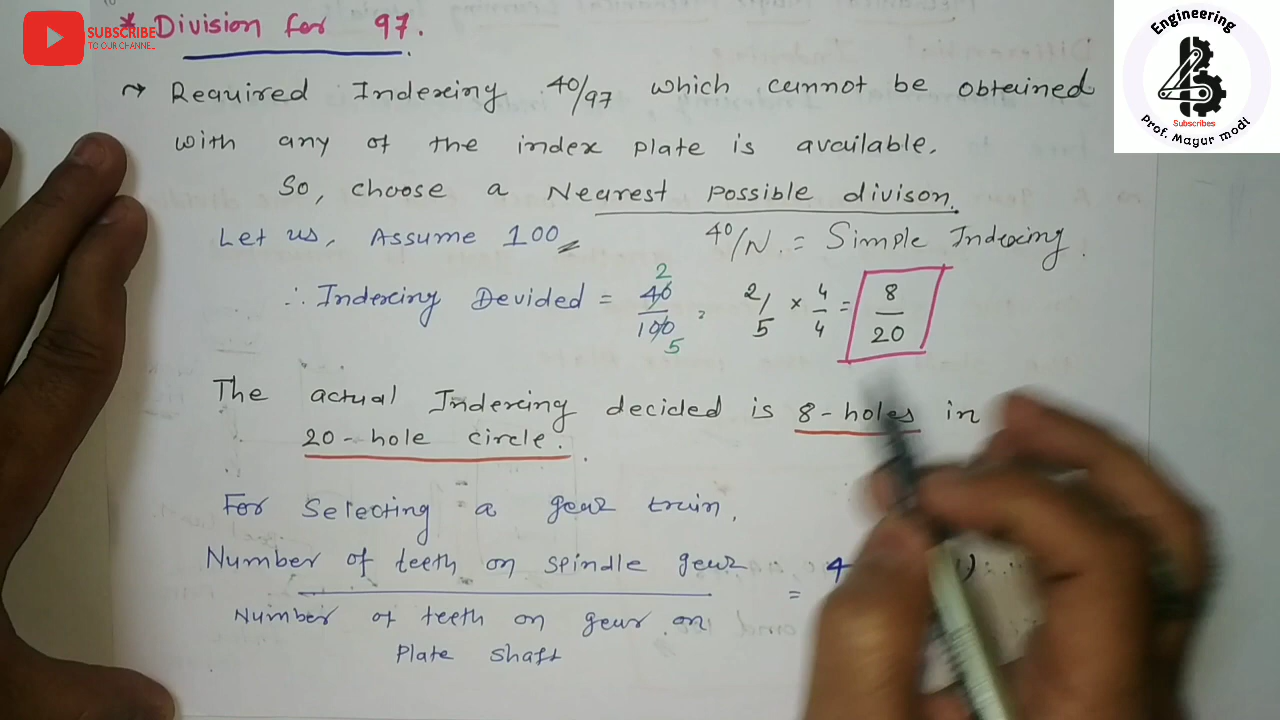 SUBSCRIBE
TO OUR CHANNEL
* Division for 97.
Engineering
Subscribes
Prof. Mayur modi
→ Required Indexing 40/97 which cannot be obtained
with any of the index plate is available.
So, choose a Nearest possible divison.
Let us, Assume 100
40/N. = Simple Indexing.
∴ Indexing Devided = 40/100 2 5 = 2/5 × 4/4 = 8/20
The actual Indexing decided is 8-holes in
20-hole circle.
For selecting a gear train.
Number of teeth on spindle gear = 4
Number of teeth on gear on
Plate shaft